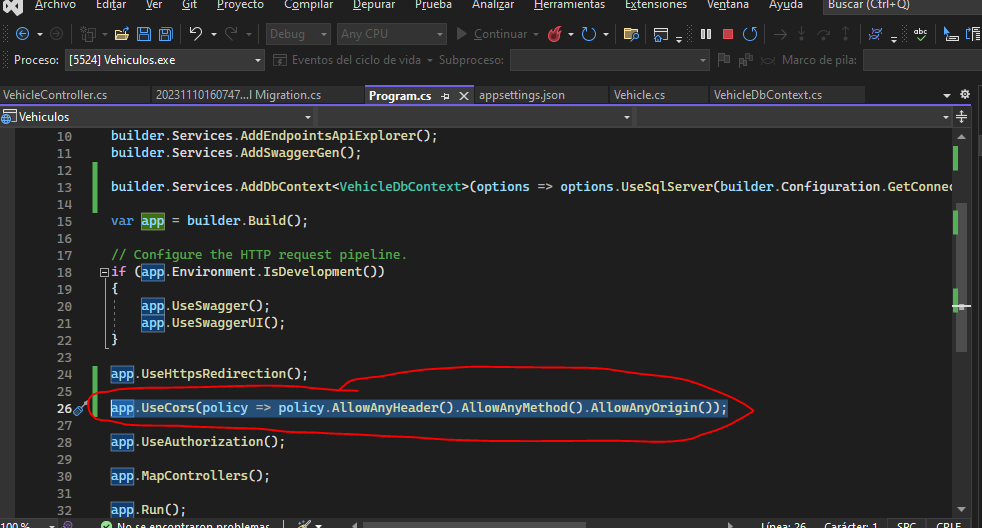 Archivo Editar Ver Git Proyecto Compilar Depurar Prueba Analizar Herramientas Extensiones Ventana Ayuda Buscar (Ctrl+Q)
Debug Any CPU Continuar
Proceso: [5524] Vehiculos.exe Eventos del ciclo de vida Subproceso: Marco de pila:
VehicleController.cs 20231110160747...l Migration.cs Program.cs appsettings.json Vehicle.cs VehicleDbContext.cs
Vehiculos
10 builder.Services.AddEndpointsApiExplorer();
11 builder.Services.AddSwaggerGen();
12
13 builder.Services.AddDbContext<VehicleDbContext>(options => options.UseSqlServer(builder.Configuration.GetConnec
14
15 var app = builder.Build();
16
17 // Configure the HTTP request pipeline.
18 if (app.Environment.IsDevelopment())
19 {
20 app.UseSwagger();
21 app.UseSwaggerUI();
22 }
23
24 app.UseHttpsRedirection();
25
26 app.UseCors(policy => policy.AllowAnyHeader().AllowAnyMethod().AllowAnyOrigin());
27
28 app.UseAuthorization();
29
30 app.MapControllers();
31
32 app.Run();
100 % No se encontraron problemas Línea: 26 Carácter: 1 SPC CRLF